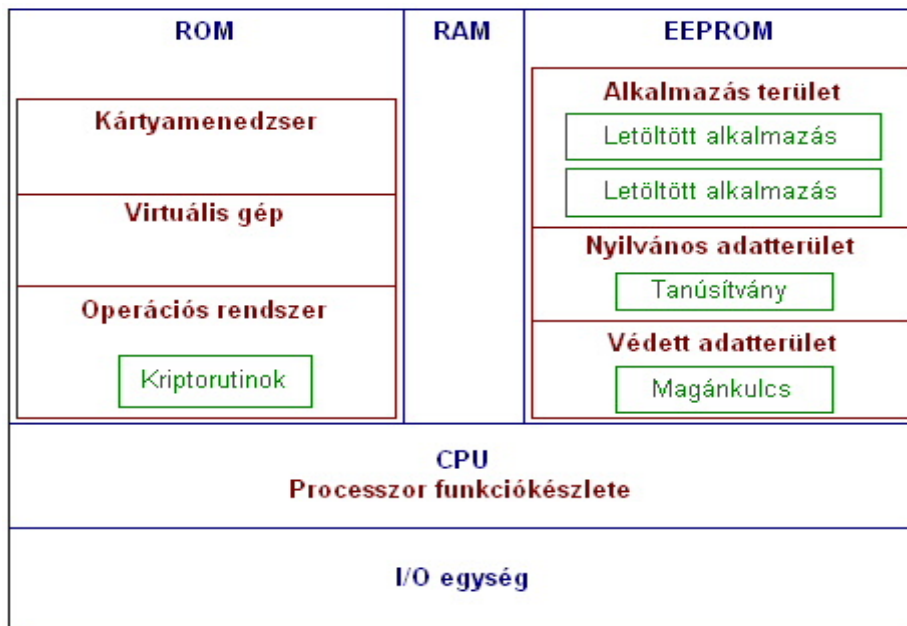 ROM
Kártyamenedzser
Virtuális gép
Operációs rendszer
Kriptorutinok
RAM
EEPROM
Alkalmazás terület
Letöltött alkalmazás
Letöltött alkalmazás
Nyilvános adatterület
Tanúsítvány
Védett adatterület
Magánkulcs
CPU
Processzor funkciókészlete
I/O egység